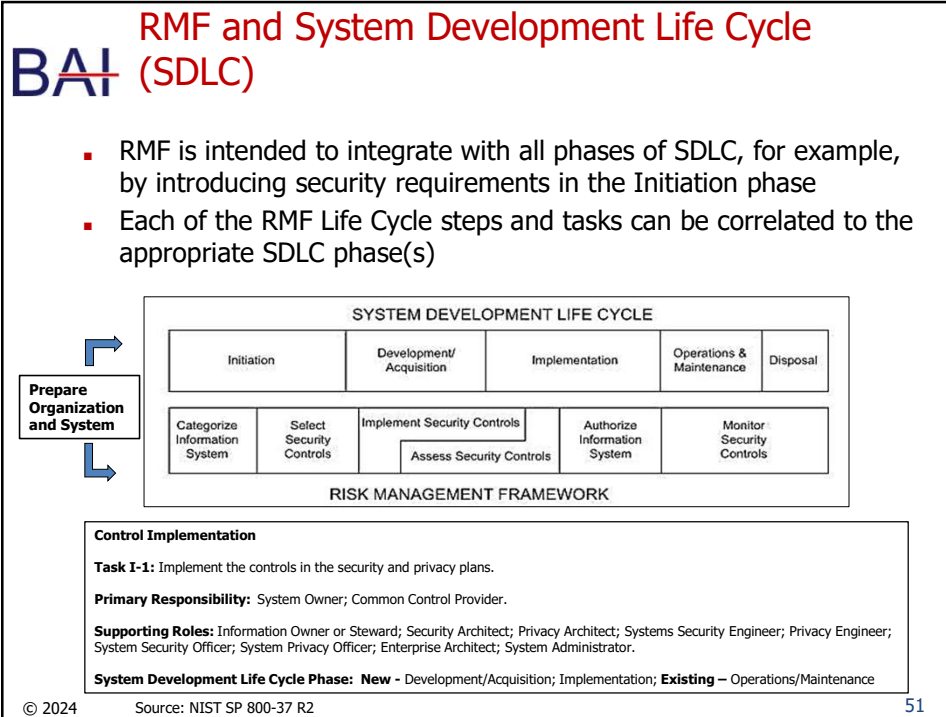 RMF and System Development Life Cycle
BAI (SDLC)
▪ RMF is intended to integrate with all phases of SDLC, for example,
by introducing security requirements in the Initiation phase
▪ Each of the RMF Life Cycle steps and tasks can be correlated to the
appropriate SDLC phase(s)
Prepare
Organization
and System
SYSTEM DEVELOPMENT LIFE CYCLE
Initiation
Development/
Acquisition
Implementation
Operations &
Maintenance
Disposal
Categorize
Information
System
Select
Security
Controls
Implement Security Controls
Assess Security Controls
Authorize
Information
System
Monitor
Security
Controls
RISK MANAGEMENT FRAMEWORK
Control Implementation
Task I-1: Implement the controls in the security and privacy plans.
Primary Responsibility: System Owner; Common Control Provider.
Supporting Roles: Information Owner or Steward; Security Architect; Privacy Architect; Systems Security Engineer; Privacy Engineer;
System Security Officer; System Privacy Officer; Enterprise Architect; System Administrator.
System Development Life Cycle Phase: New - Development/Acquisition; Implementation; Existing – Operations/Maintenance
© 2024 Source: NIST SP 800-37 R2 51